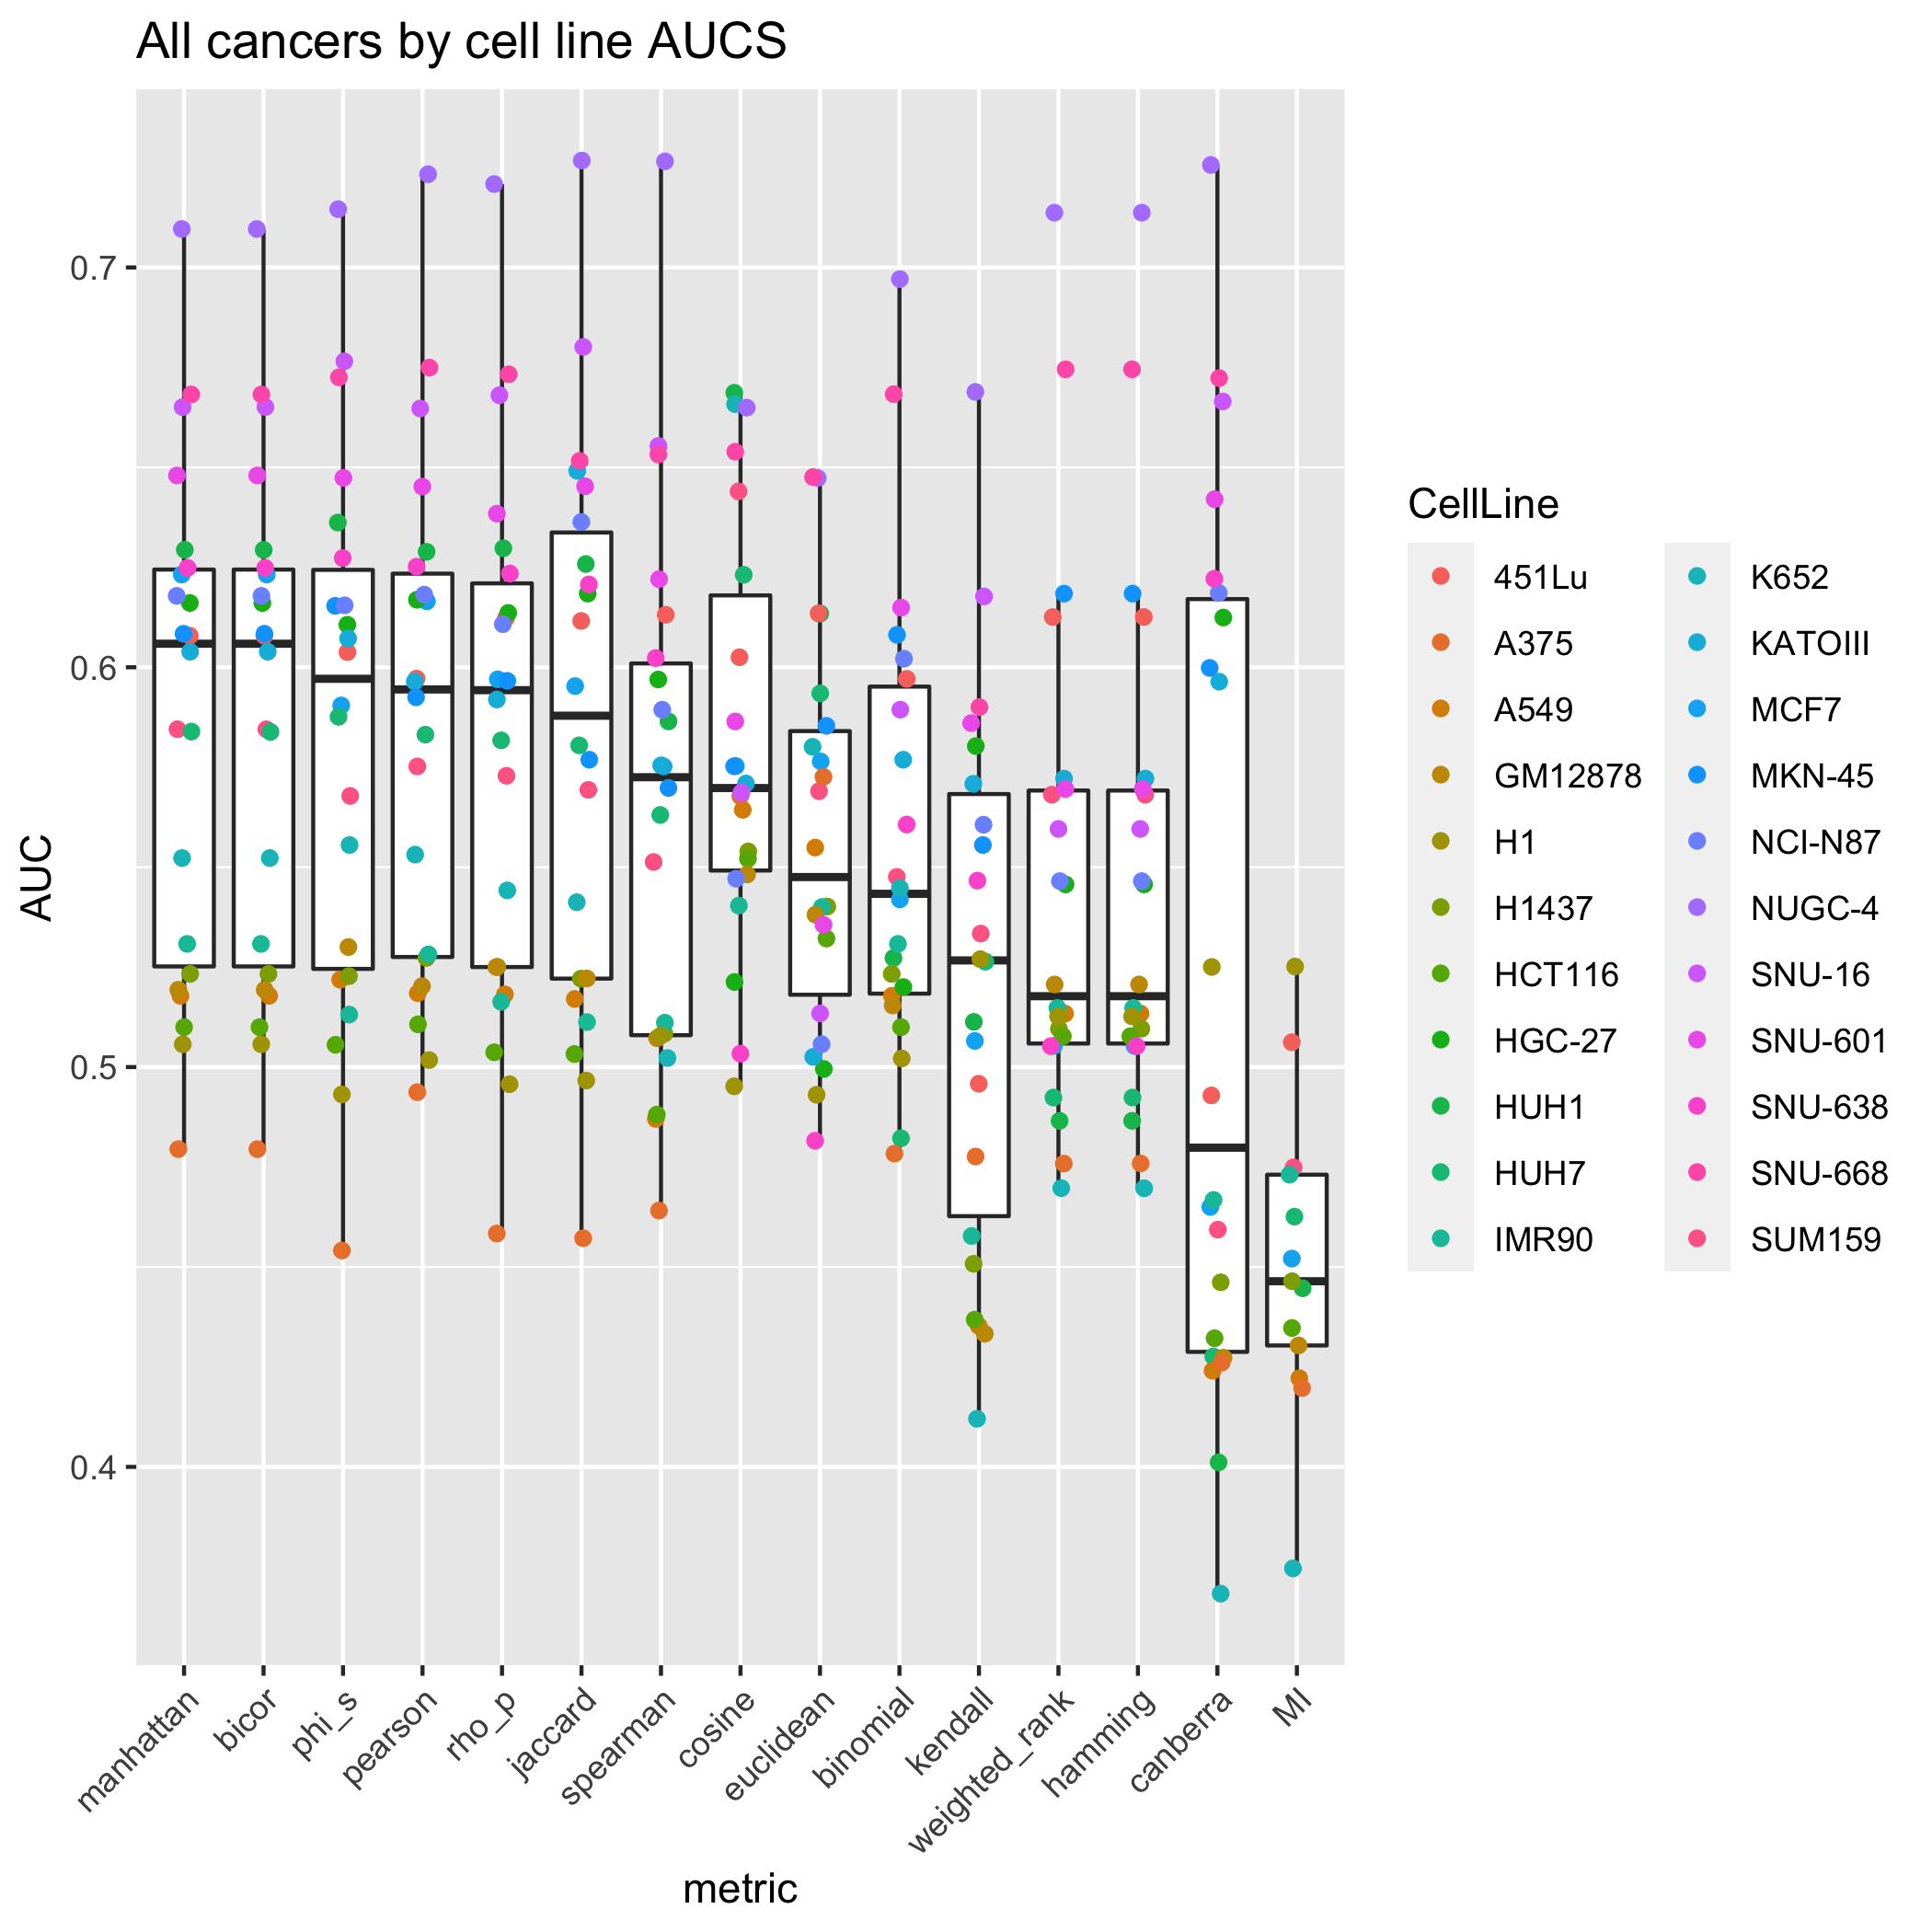 All cancers by cell line AUCS
AUC
0.7
0.6
0.5
0.4
manhattan
bicor
phi_s
pearson
rho_p
jaccard
spearman
cosine
euclidean
binomial
kendall
weighted_rank
hamming
canberra
MI
metric
CellLine
451Lu
A375
A549
GM12878
H1
H1437
HCT116
HGC-27
HUH1
HUH7
IMR90
K652
KATOIII
MCF7
MKN-45
NCI-N87
NUGC-4
SNU-16
SNU-601
SNU-638
SNU-668
SUM159